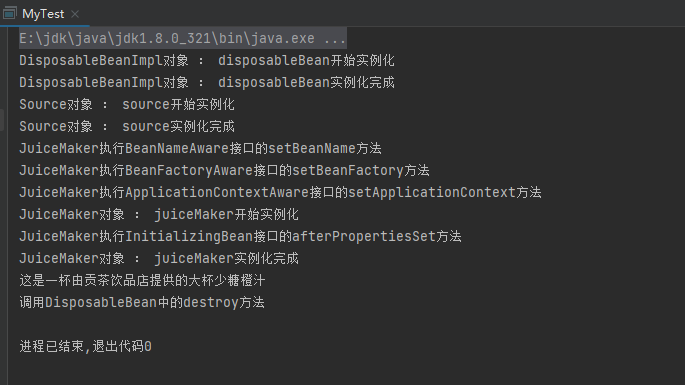 MyTest
E:\jdk\java\jdk1.8.0_321\bin\java.exe ...
DisposableBeanImpl对象 : disposableBean开始实例化
DisposableBeanImpl对象 : disposableBean实例化完成
Source对象 : source开始实例化
Source对象 : source实例化完成
JuiceMaker执行BeanNameAware接口的setBeanName方法
JuiceMaker执行BeanFactoryAware接口的setBeanFactory方法
JuiceMaker执行ApplicationContextAware接口的setApplicationContext方法
JuiceMaker对象 : juiceMaker开始实例化
JuiceMaker执行InitializingBean接口的afterPropertiesSet方法
JuiceMaker对象 : juiceMaker实例化完成
这是一杯由贡茶饮品店提供的大杯少糖橙汁
调用DisposableBean中的destroy方法
进程已结束,退出代码0